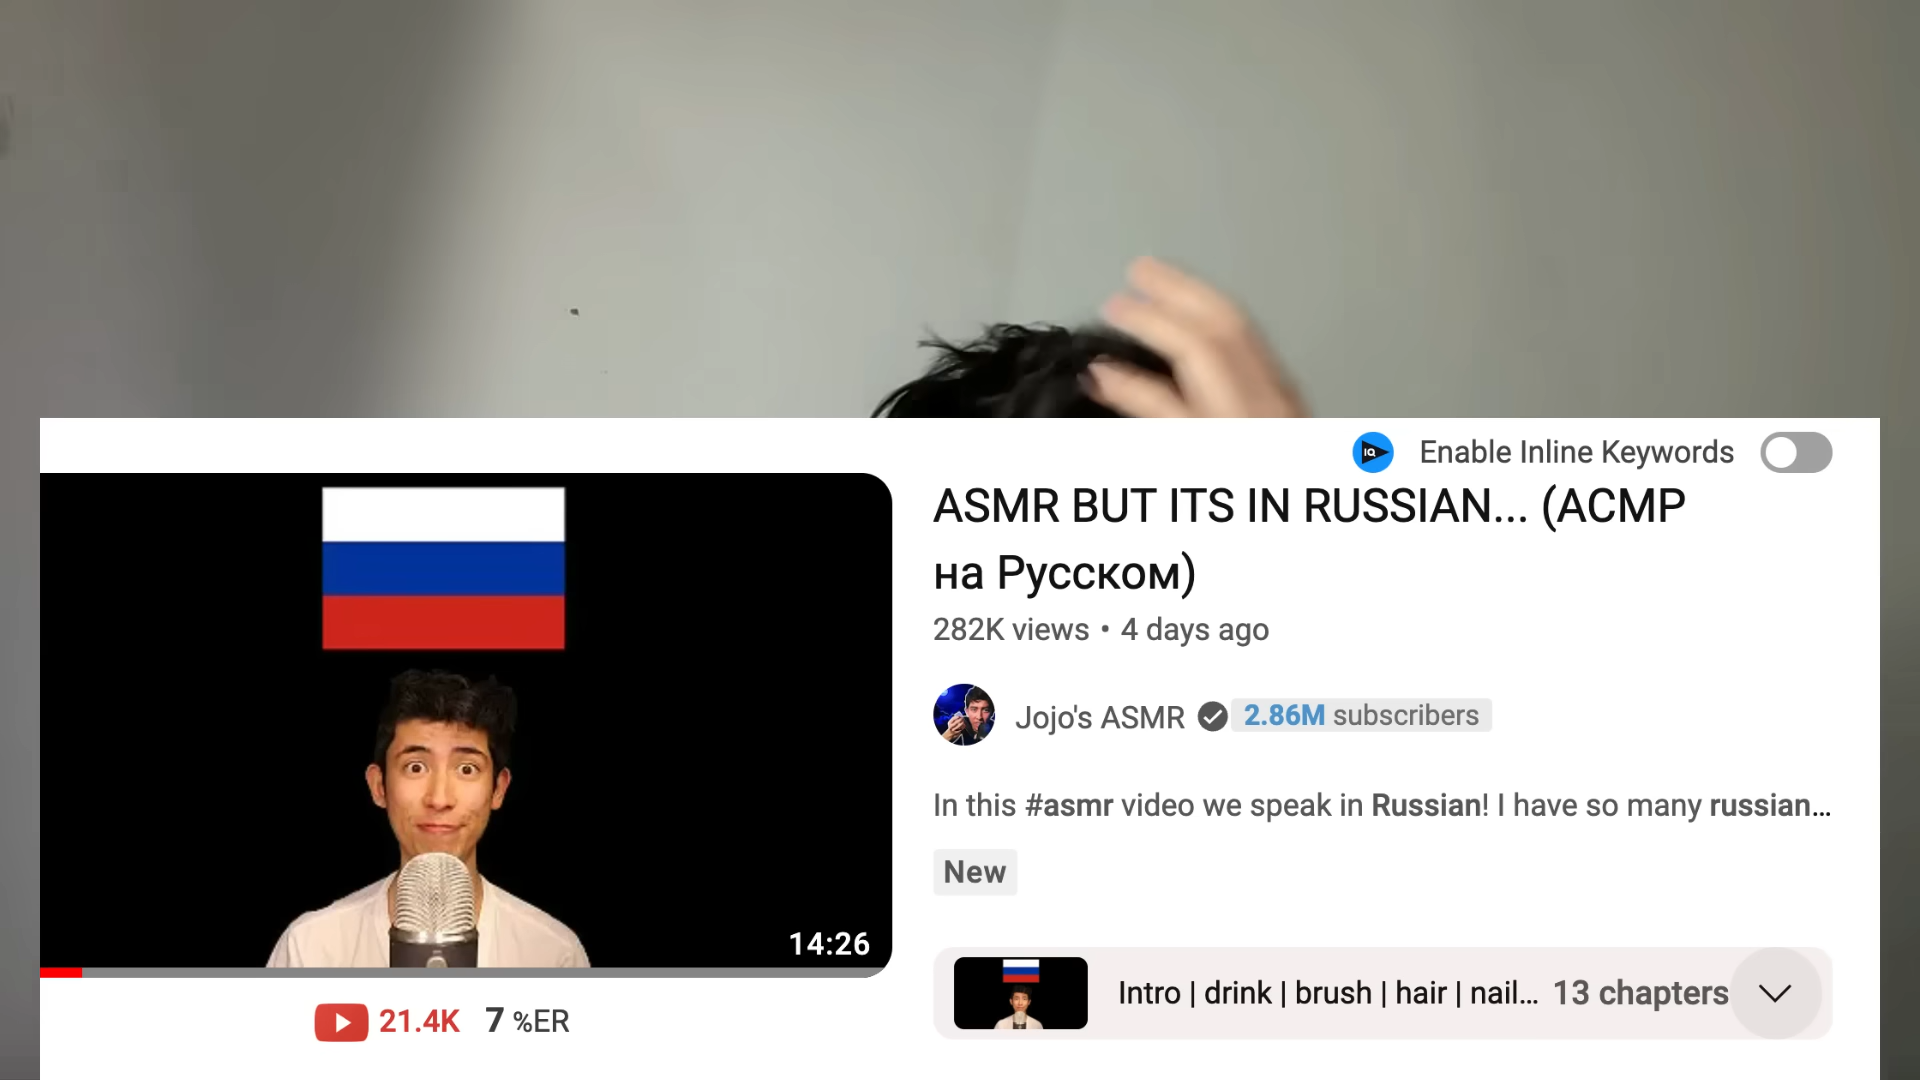 IQ
Enable Inline Keywords
ASMR BUT ITS IN RUSSIAN... (АСМР
на Русском)
282K views • 4 days ago
Jojo's ASMR 2.86M subscribers
In this #asmr video we speak in Russian! I have so many russian...
New
14:26
Intro | drink | brush | hair | nail... 13 chapters
21.4K 7 %ER